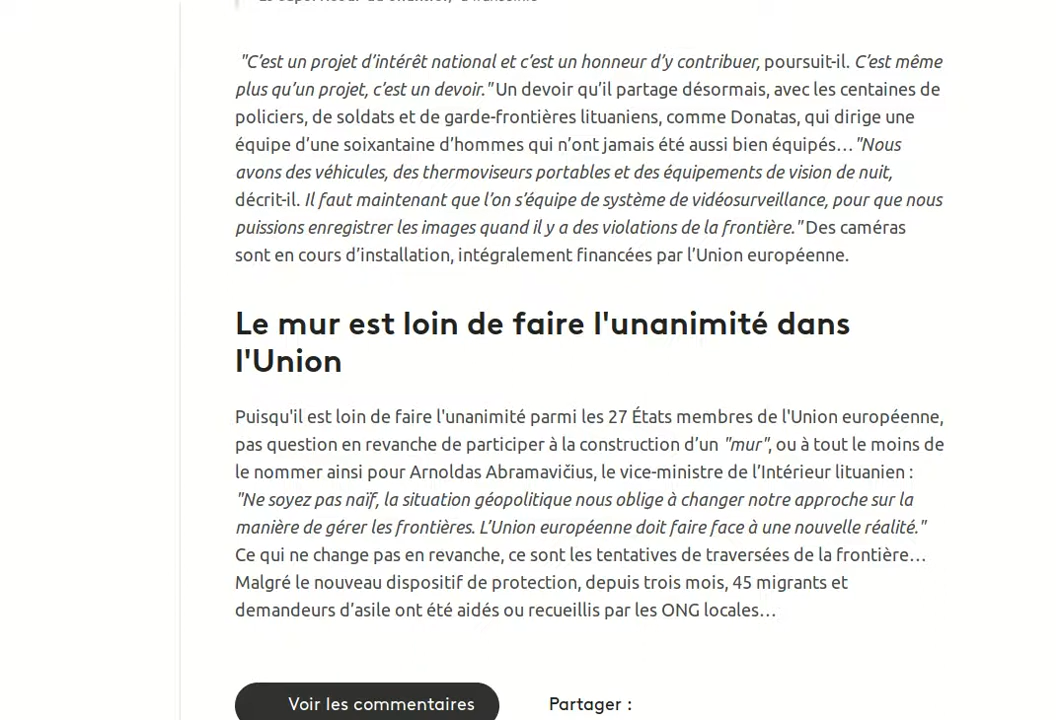 "C’est un projet d’intérêt national et c’est un honneur d’y contribuer, poursuit-il. C’est même
plus qu’un projet, c’est un devoir." Un devoir qu’il partage désormais, avec les centaines de
policiers, de soldats et de garde-frontières lituaniens, comme Donatas, qui dirige une
équipe d’une soixantaine d’hommes qui n’ont jamais été aussi bien équipés… "Nous
avons des véhicules, des thermoviseurs portables et des équipements de vision de nuit,
décrit-il. Il faut maintenant que l’on s’équipe de système de vidéosurveillance, pour que nous
puissions enregistrer les images quand il y a des violations de la frontière." Des caméras
sont en cours d’installation, intégralement financées par l’Union européenne.
Le mur est loin de faire l'unanimité dans
l'Union
Puisqu'il est loin de faire l'unanimité parmi les 27 États membres de l'Union européenne,
pas question en revanche de participer à la construction d’un "mur", ou à tout le moins de
le nommer ainsi pour Arnoldas Abramavičius, le vice-ministre de l’Intérieur lituanien :
"Ne soyez pas naïf, la situation géopolitique nous oblige à changer notre approche sur la
manière de gérer les frontières. L’Union européenne doit faire face à une nouvelle réalité."
Ce qui ne change pas en revanche, ce sont les tentatives de traversées de la frontière…
Malgré le nouveau dispositif de protection, depuis trois mois, 45 migrants et
demandeurs d’asile ont été aidés ou recueillis par les ONG locales…
Voir les commentaires
Partager :